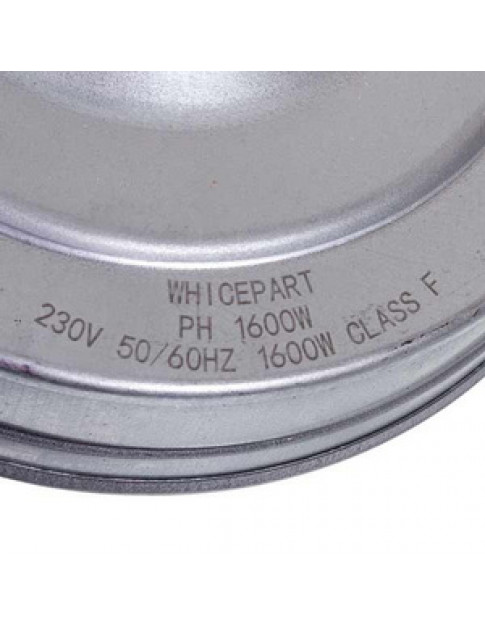 WHICEPART
PH 1600W
230V 50/60HZ 1600W CLASS F